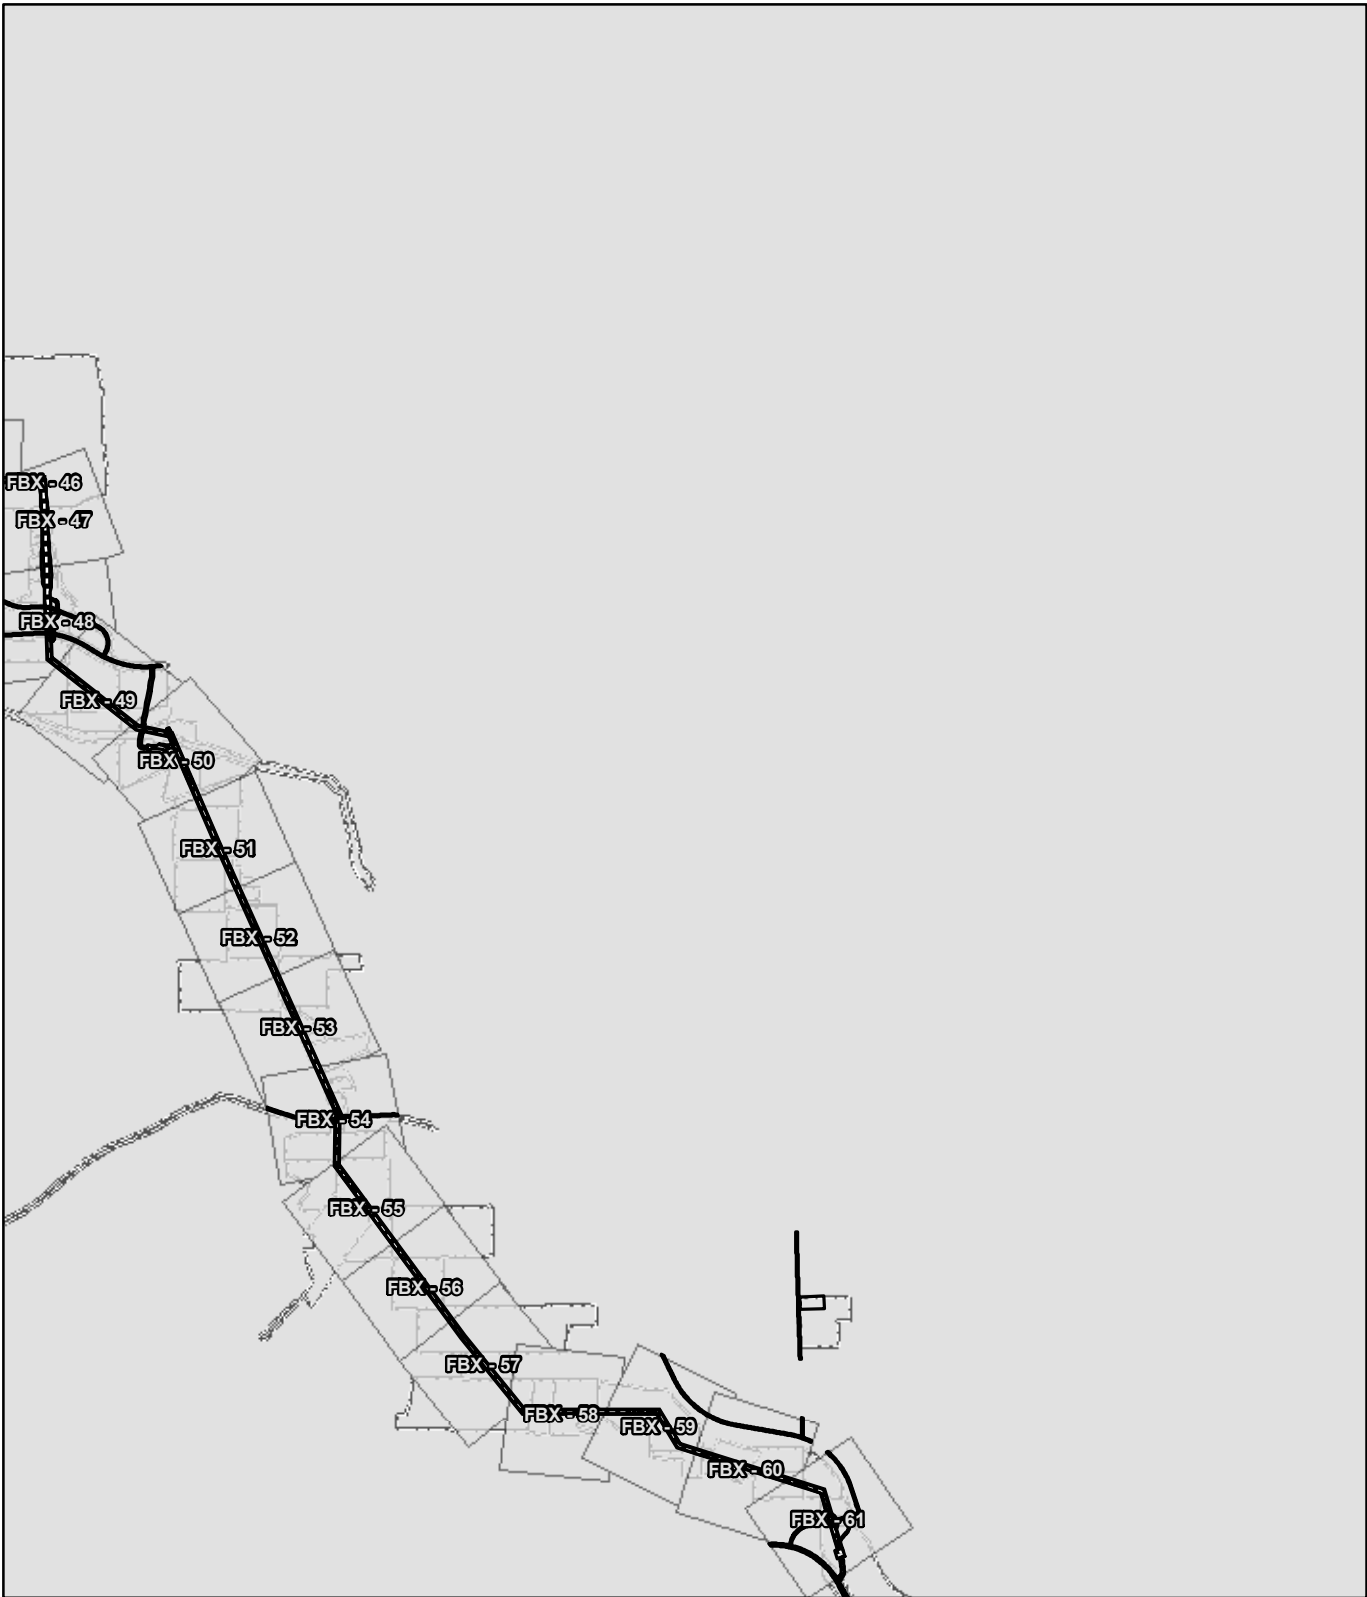 FBX - 46
FBX - 47
FBX - 48
FBX - 49
FBX - 50
FBX - 51
FBX - 52
FBX - 53
FBX - 54
FBX - 55
FBX - 56
FBX - 57
FBX - 58
FBX - 59
FBX - 60
FBX - 61